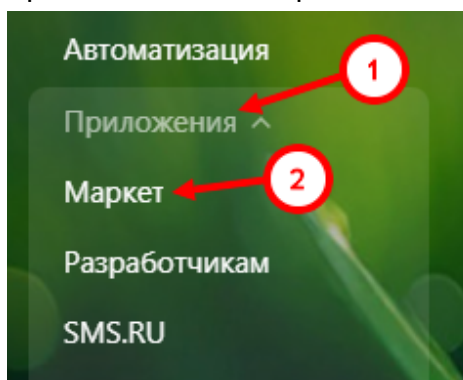 Автоматизация
1
Приложения
2
Маркет
Разработчикам
SMS.RU